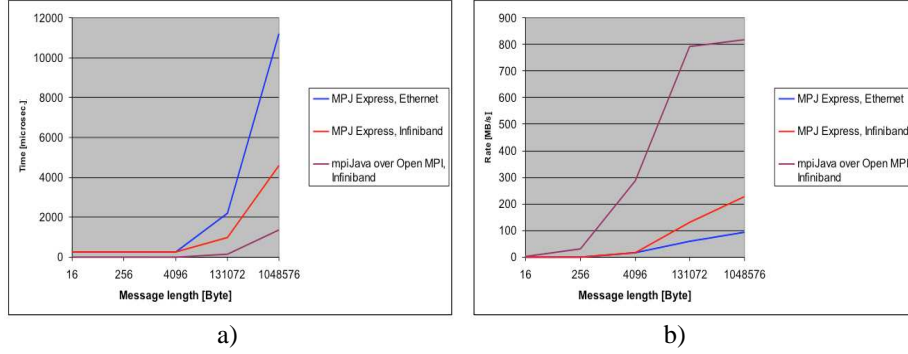 12000
10000
8000
6000
4000
2000
0
Time [microsec.]
16 256 4096 131072 1048576
Message length [Byte]
MPJ Express, Ethernet
MPJ Express, Infiniband
mpiJava over Open MPI,
Infiniband
a)
900
800
700
600
500
400
300
200
100
0
Rate [MB/s]
16 256 4096 131072 1048576
Message length [Byte]
MPJ Express, Ethernet
MPJ Express, Infiniband
mpiJava over Open MPI,
Infiniband
b)